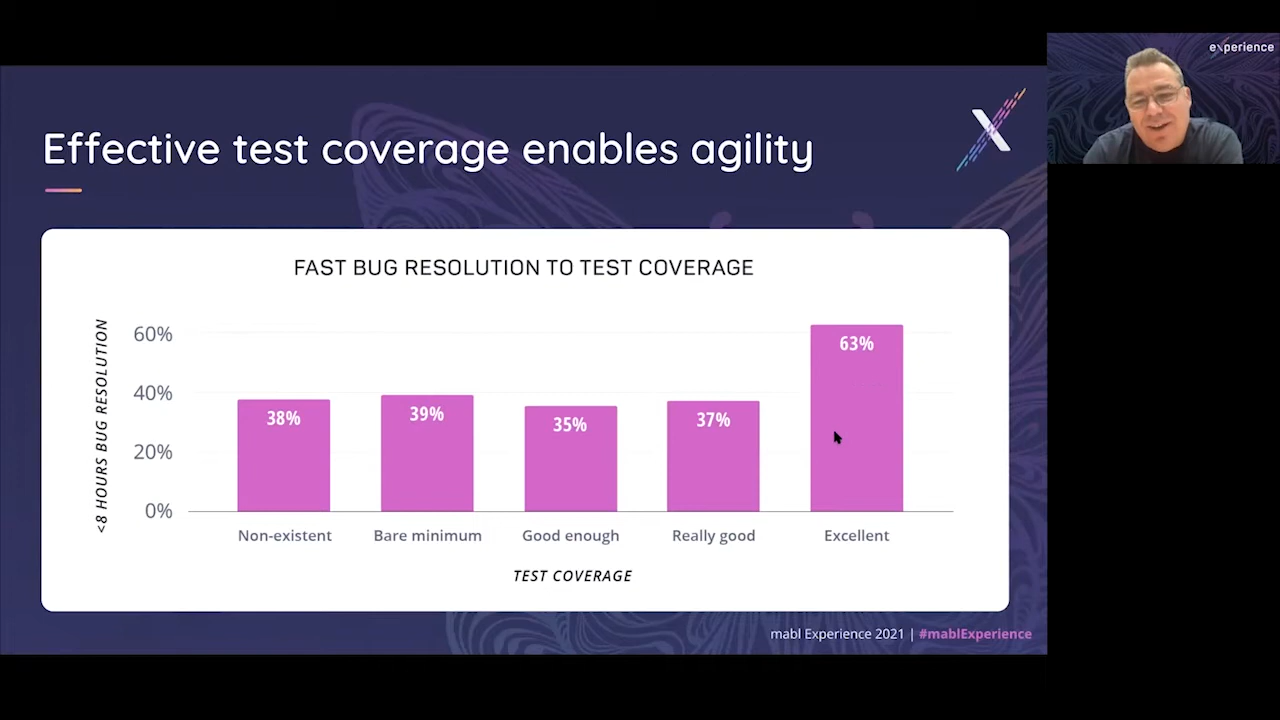 experience
Effective test coverage enables agility
X
FAST BUG RESOLUTION TO TEST COVERAGE
<8 HOURS BUG RESOLUTION
60%
40%
20%
0%
38%
39%
35%
37%
63%
Non-existent
Bare minimum
Good enough
Really good
Excellent
TEST COVERAGE
mabl Experience 2021 | #mablExperience